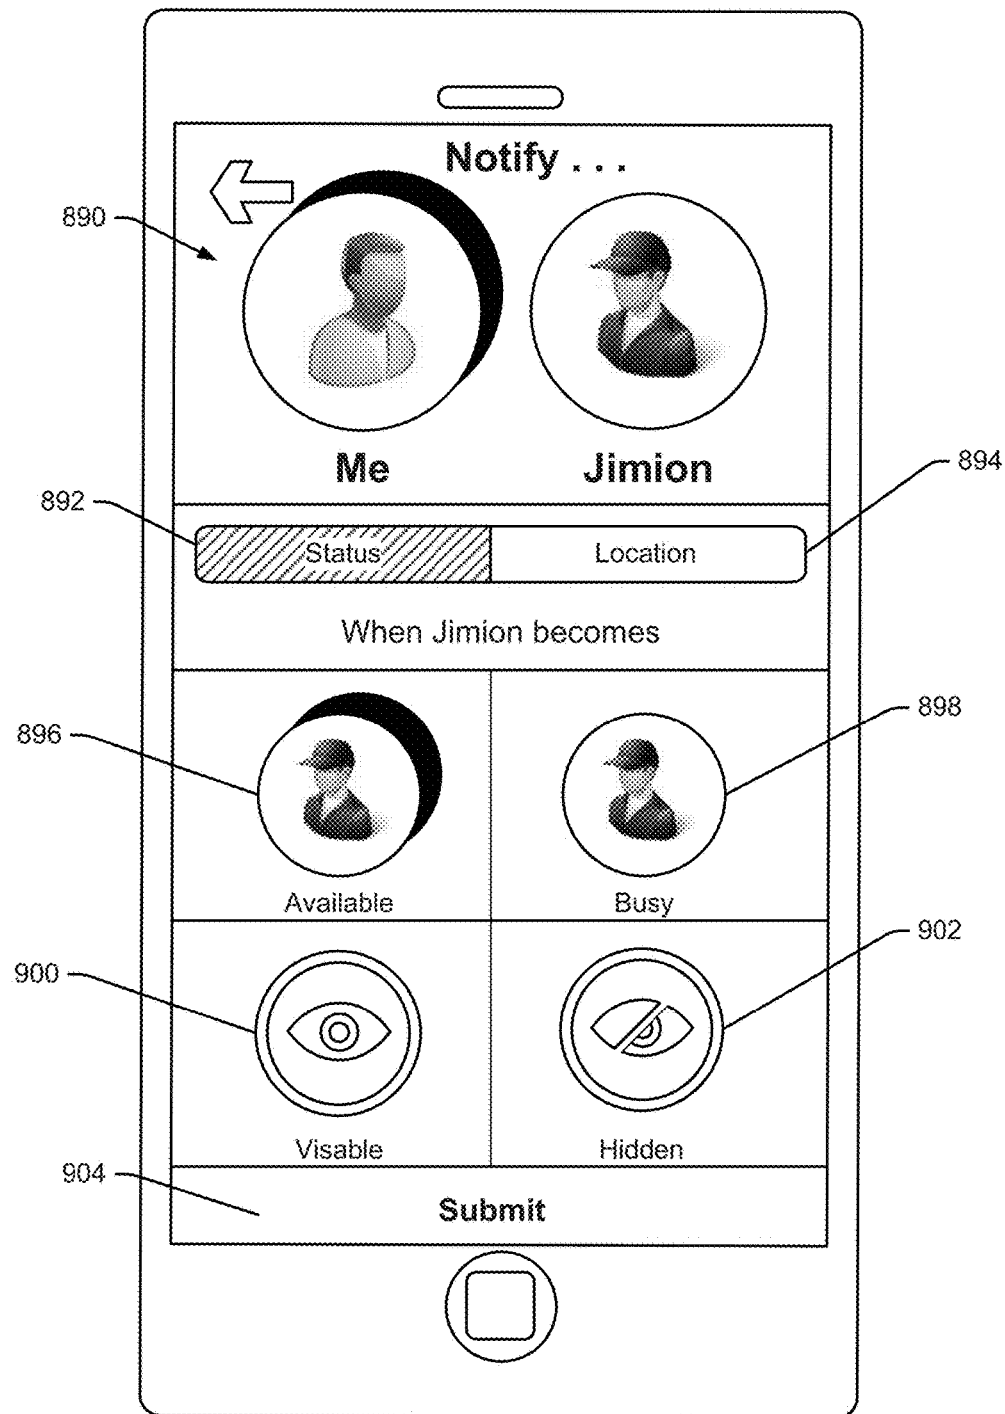 Notify . . .
890
Me Jimion
894
892
Status Location
When Jimion becomes
896
898
Available Busy
902
900
Visable Hidden
904
Submit